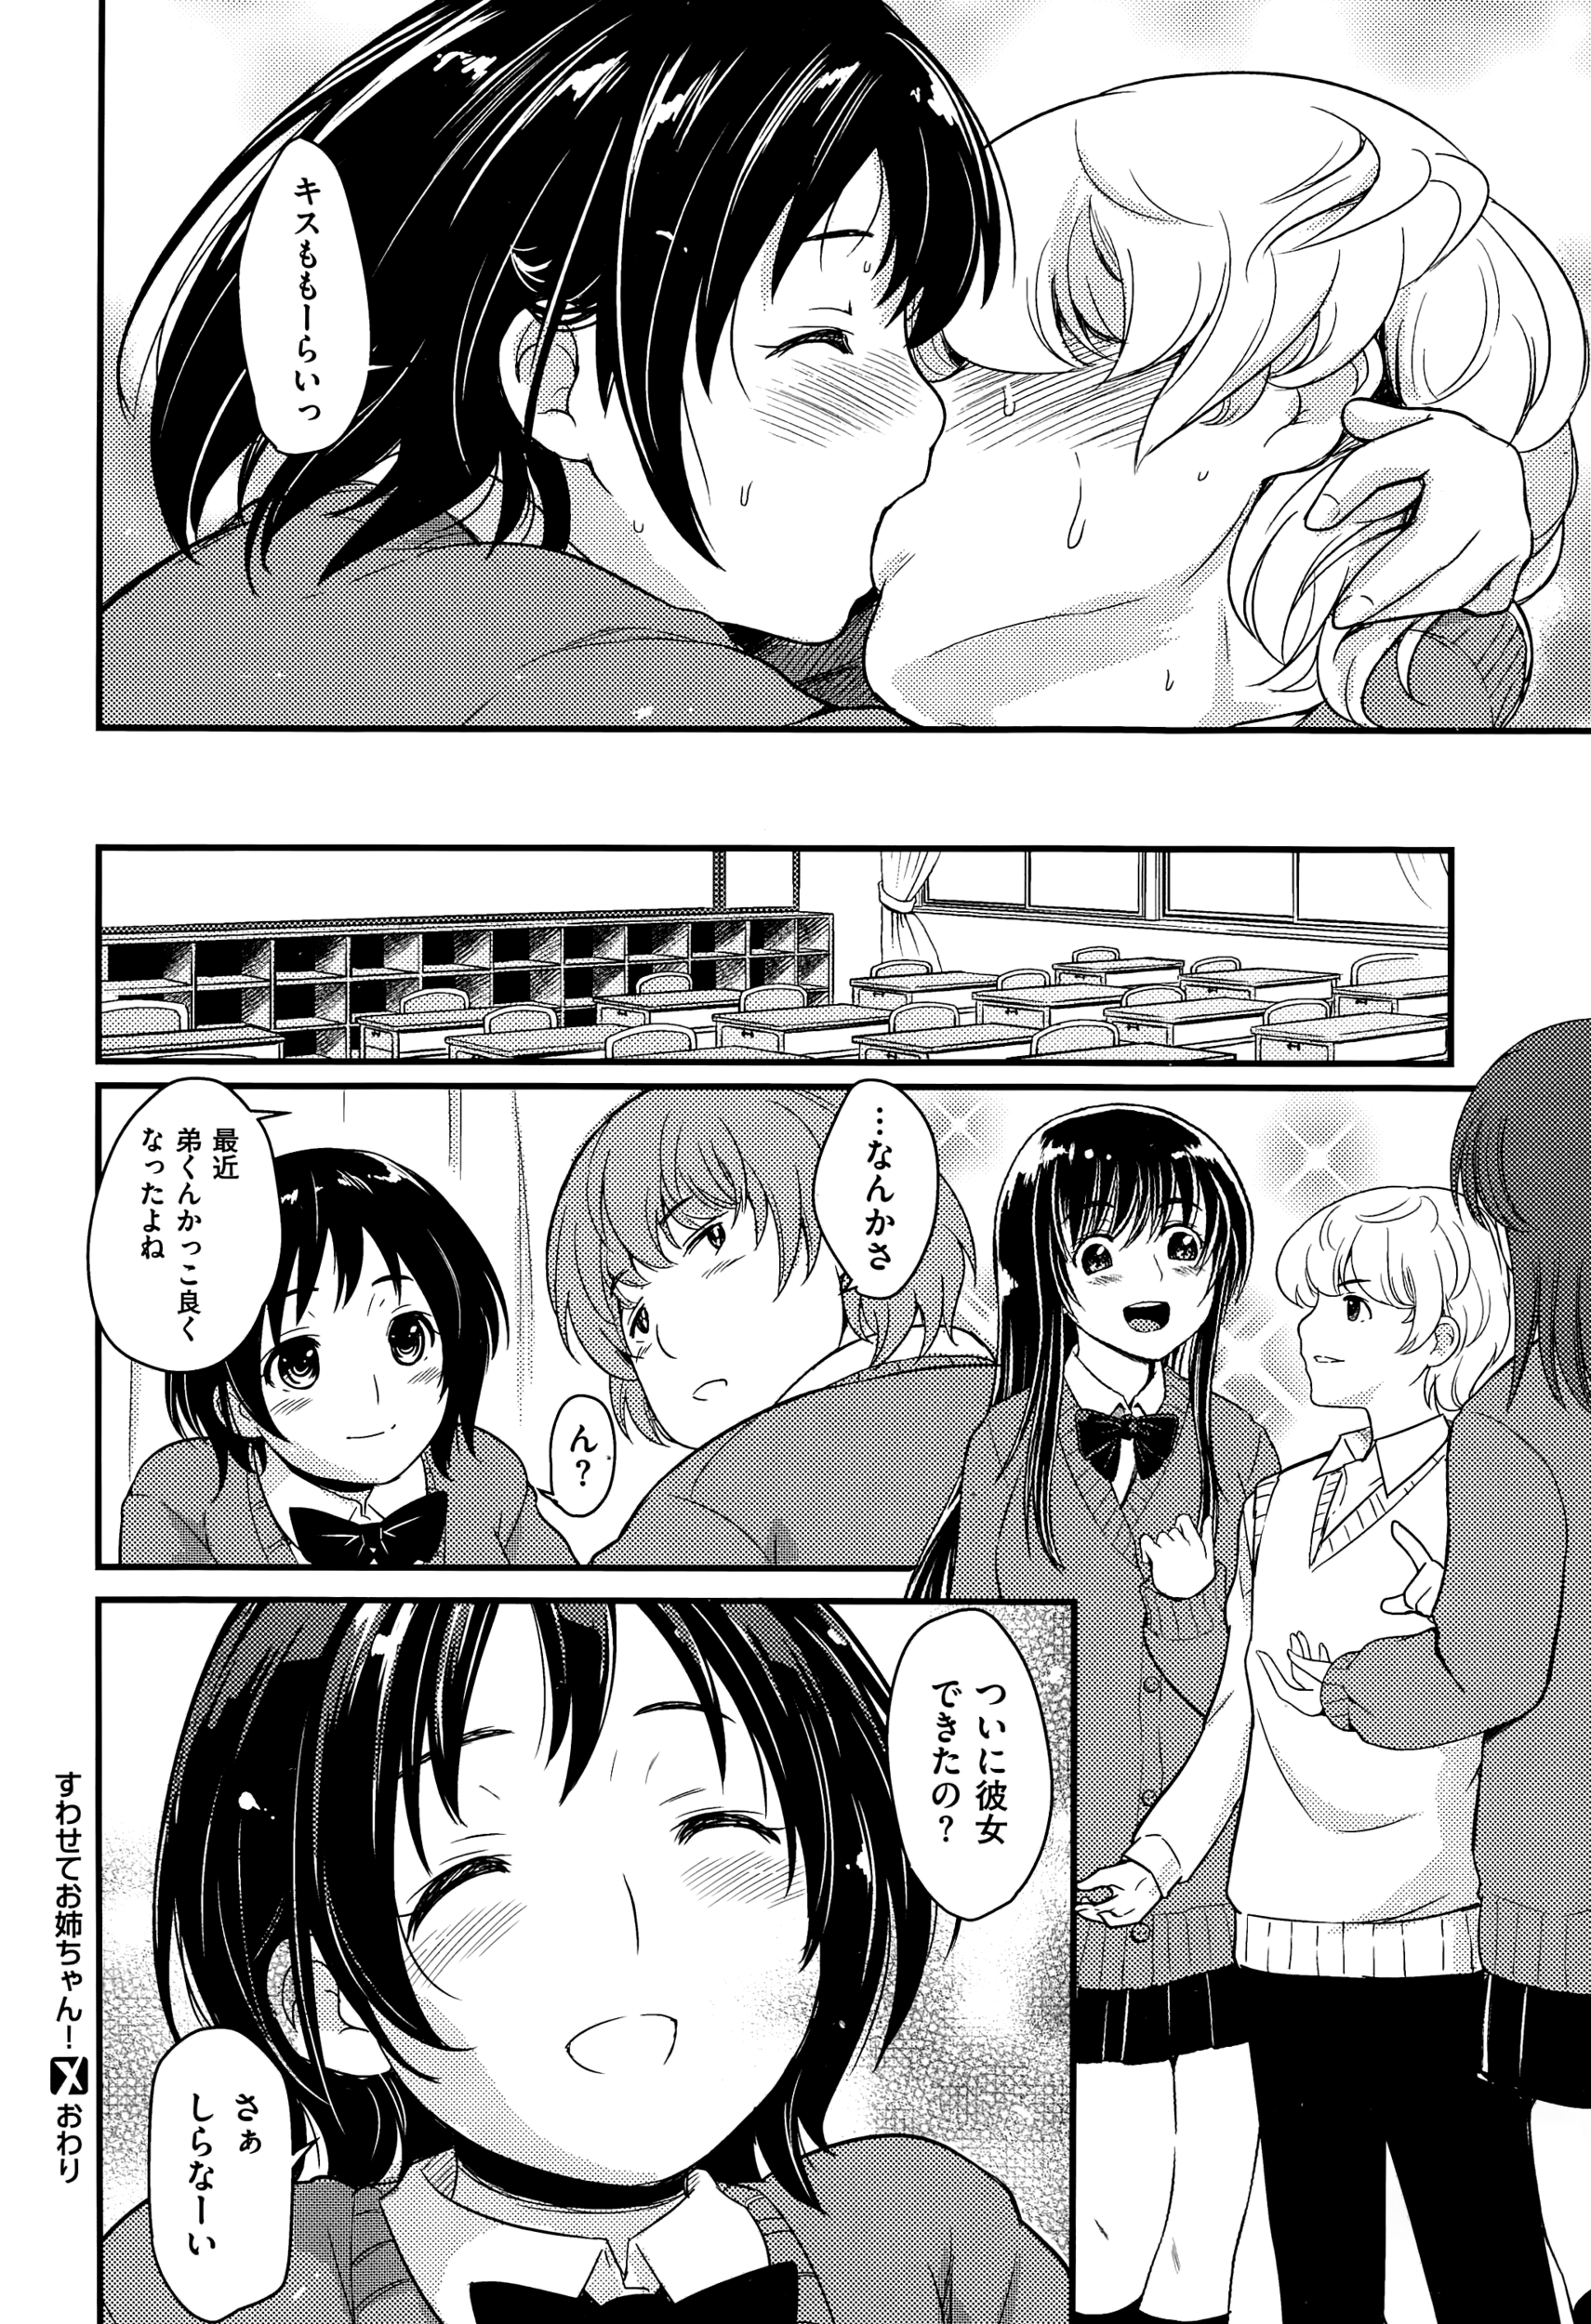 キスももーらいっ
…なんかさ
ん？
最近
弟くんかっこ良く
なったよね
ついに彼女
できたの？
さぁ
しらなーい
すわせてお姉ちゃん！ X おわり